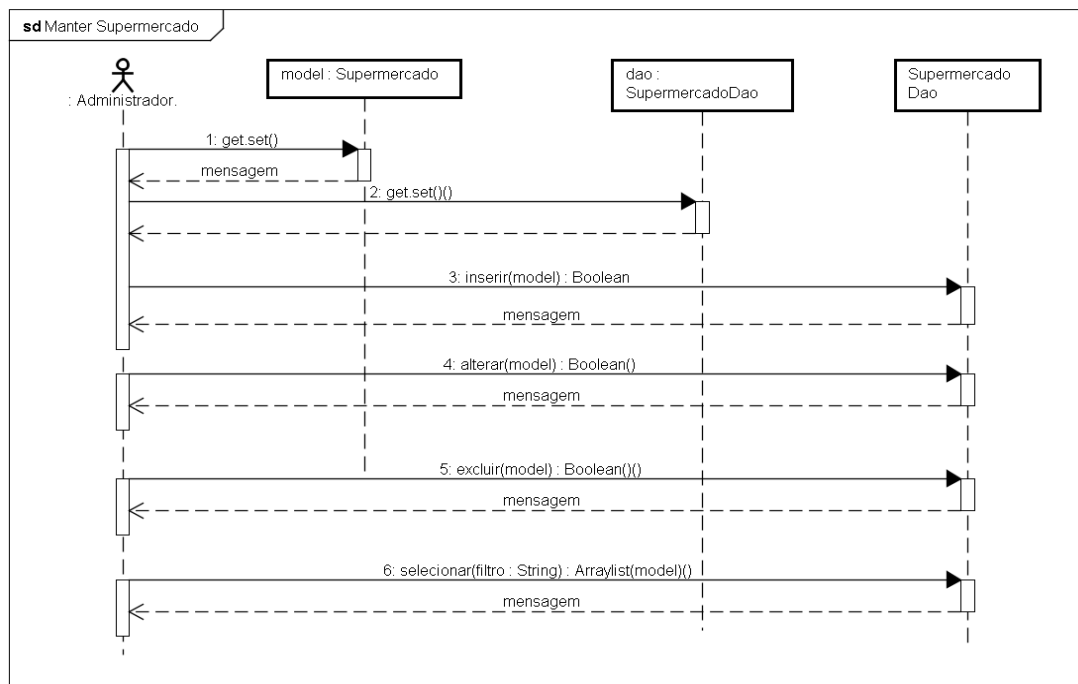 sd Manter Supermercado
: Administrador.
model : Supermercado
dao :
SupermercadoDao
Supermercado
Dao
1: get.set()
mensagem
2: get.set()()
3: inserir(model) : Boolean
mensagem
4: alterar(model) : Boolean()
mensagem
5: excluir(model) : Boolean()()
mensagem
6: selecionar(filtro : String) : Arraylist(model)()
mensagem